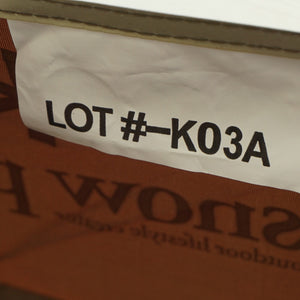 LOT #-K03A
snow p
outdoor lifestyle creator